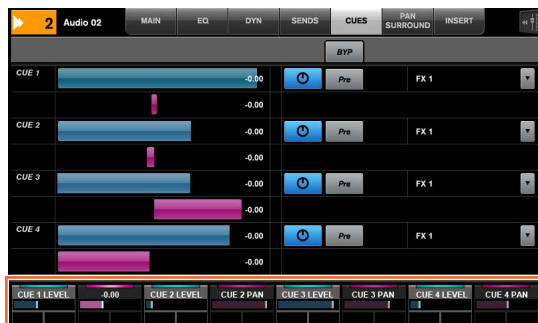 2 Audio 02 MAIN EQ DYN SENDS CUES PAN SURROUND INSERT
BYP
CUE 1 -0.00 Pre FX 1
-0.00
CUE 2 -0.00 Pre FX 1
-0.00
CUE 3 -0.00 Pre FX 1
-0.00
CUE 4 -0.00 Pre FX 1
-0.00
CUE 1 LEVEL -0.00 CUE 2 LEVEL CUE 2 PAN CUE 3 LEVEL CUE 3 PAN CUE 4 LEVEL CUE 4 PAN